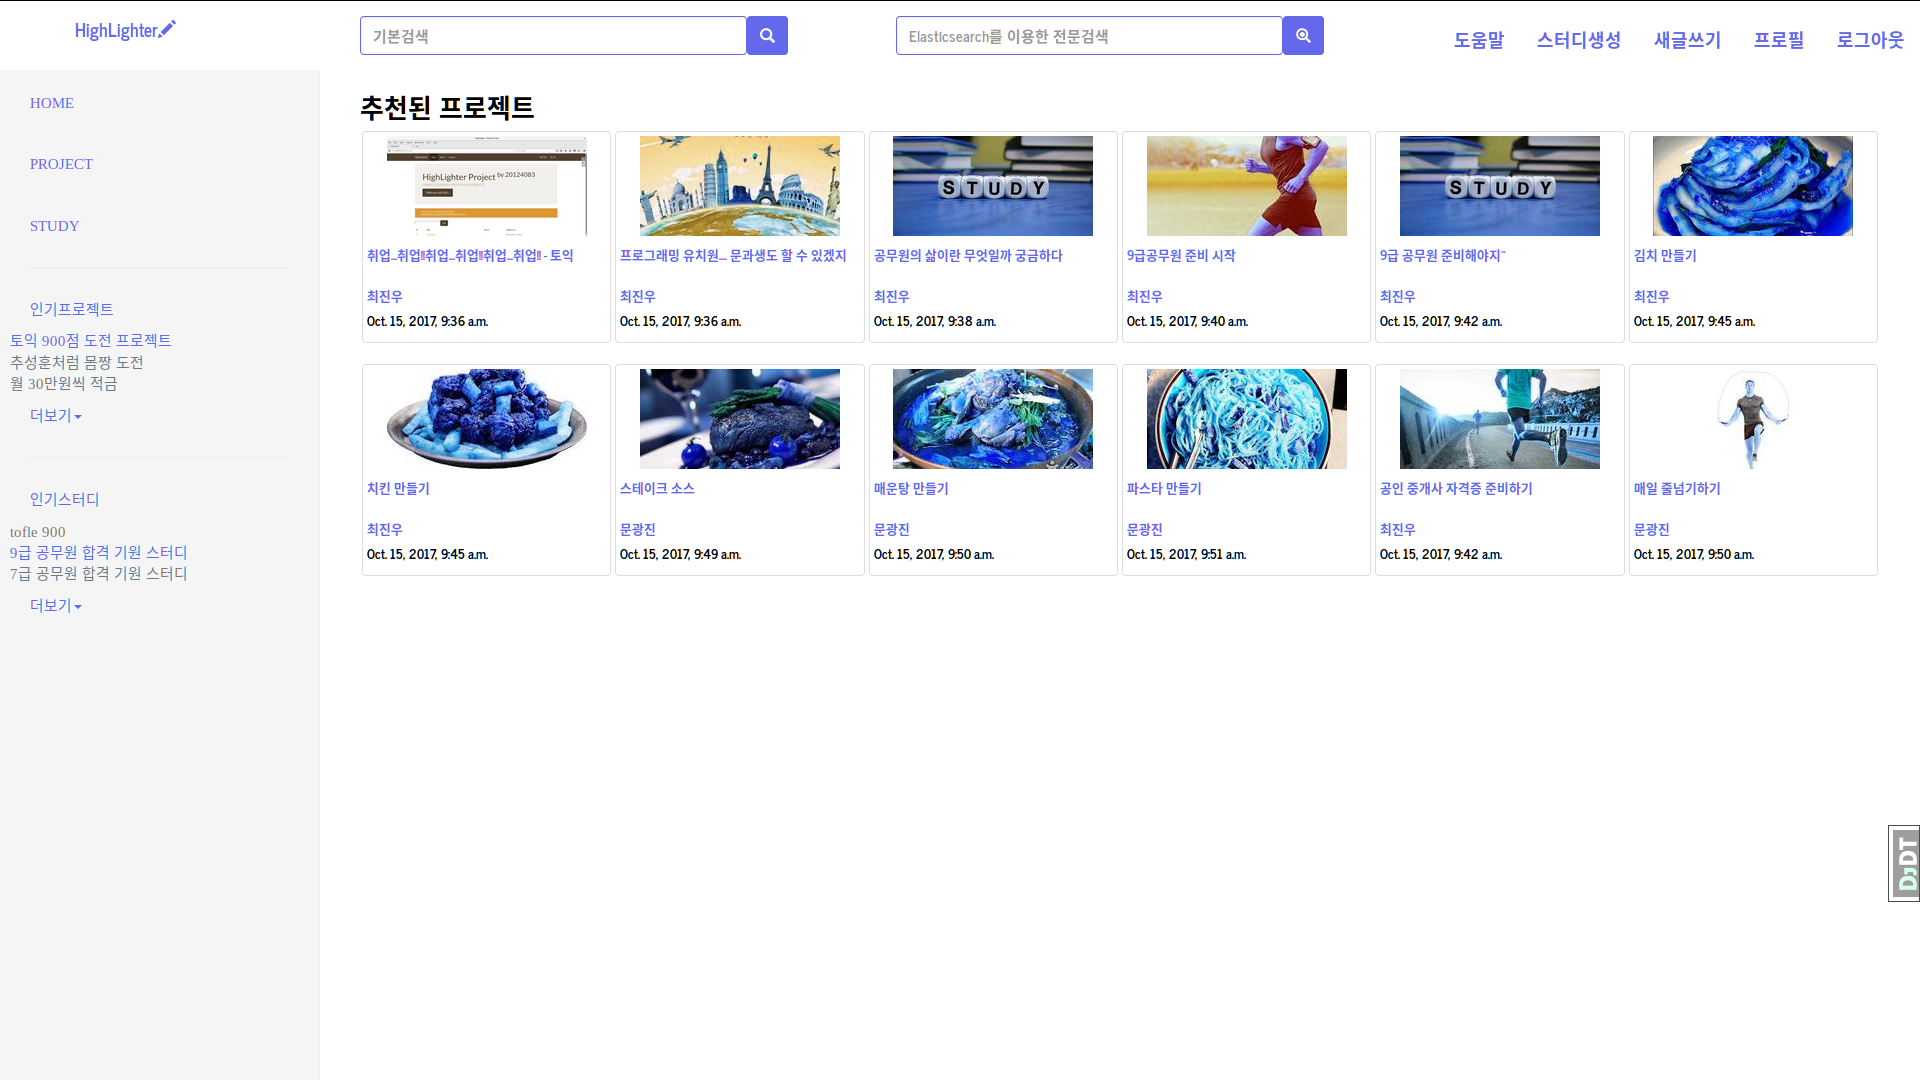 HighLighter
기본검색
Elasticsearch를 이용한 전문검색
도움말
스터디생성
새글쓰기
프로필
로그아웃
HOME
PROJECT
STUDY
인기프로젝트
토익 900점 도전 프로젝트
추성훈처럼 몸짱 도전
월 30만원씩 적금
더보기
인기스터디
tofle 900
9급 공무원 합격 기원 스터디
7급 공무원 합격 기원 스터디
더보기
추천된 프로젝트
HighLighter Project by 20124083
취업..취업!!취업..취업!!취업..취업!! - 토익
최진우
Oct. 15, 2017, 9:36 a.m.
프로그래밍 유치원.... 문과생도 할 수 있겠지
최진우
Oct. 15, 2017, 9:36 a.m.
STUDY
공무원의 삶이란 무엇일까 궁금하다
최진우
Oct. 15, 2017, 9:38 a.m.
9급공무원 준비 시작
최진우
Oct. 15, 2017, 9:40 a.m.
STUDY
9급 공무원 준비해야지~
최진우
Oct. 15, 2017, 9:42 a.m.
김치 만들기
최진우
Oct. 15, 2017, 9:45 a.m.
치킨 만들기
최진우
Oct. 15, 2017, 9:45 a.m.
스테이크 소스
문광진
Oct. 15, 2017, 9:49 a.m.
매운탕 만들기
문광진
Oct. 15, 2017, 9:50 a.m.
파스타 만들기
문광진
Oct. 15, 2017, 9:51 a.m.
공인 중개사 자격증 준비하기
최진우
Oct. 15, 2017, 9:42 a.m.
매일 줄넘기하기
문광진
Oct. 15, 2017, 9:50 a.m.
DJDT